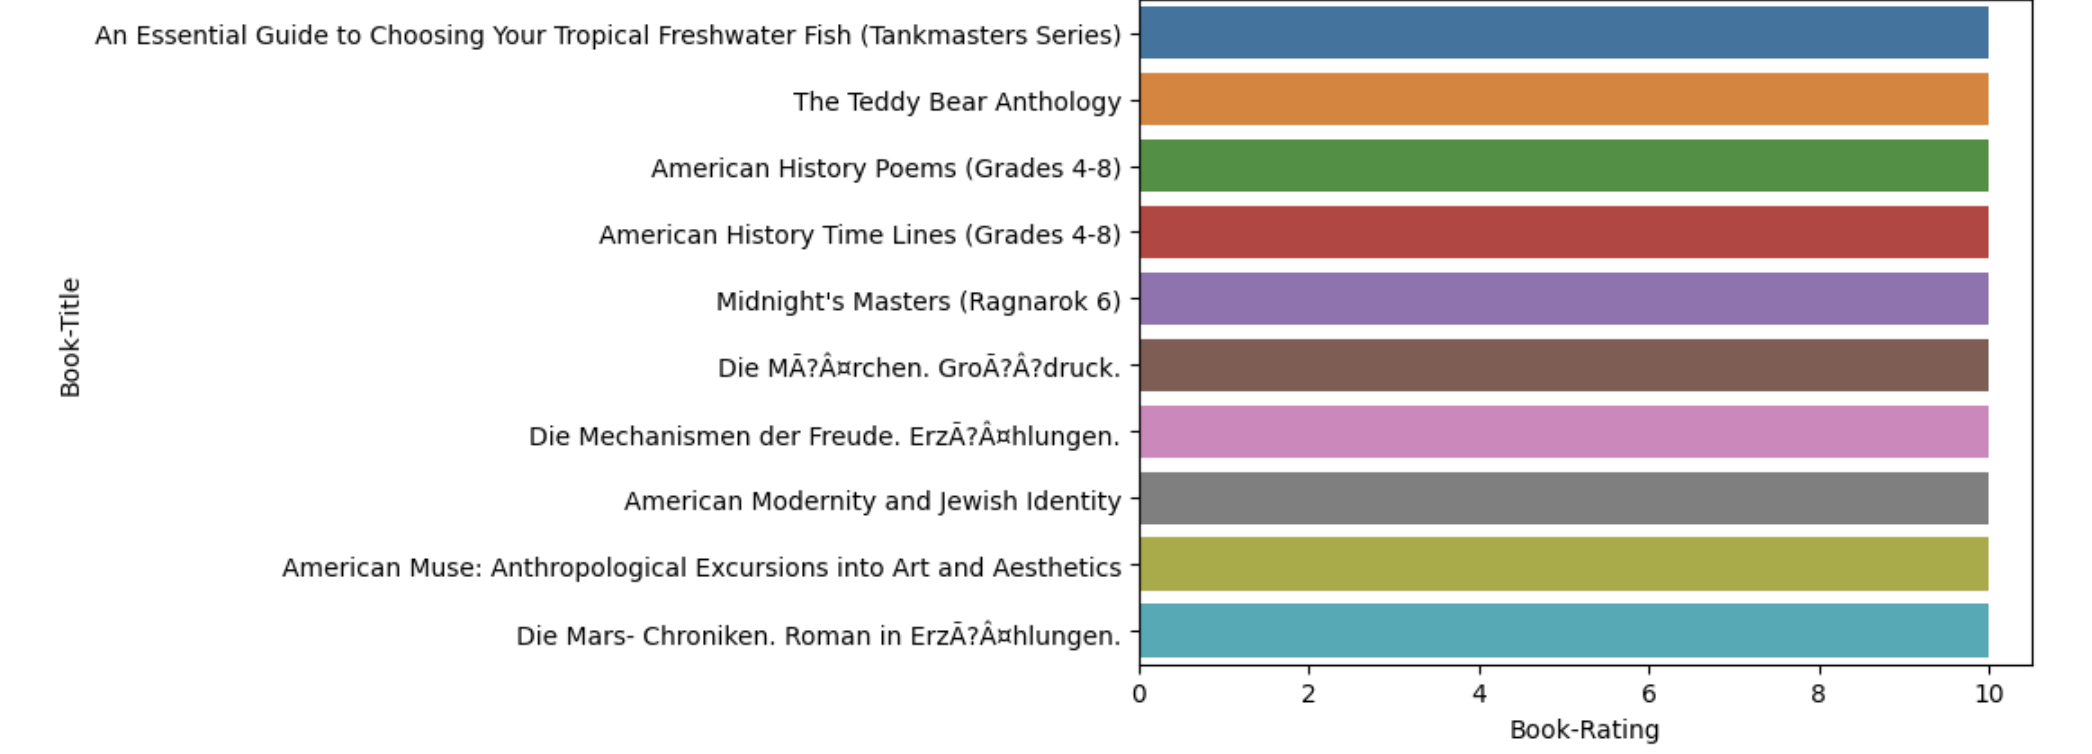 An Essential Guide to Choosing Your Tropical Freshwater Fish (Tankmasters Series)
The Teddy Bear Anthology
American History Poems (Grades 4-8)
American History Time Lines (Grades 4-8)
Midnight's Masters (Ragnarok 6)
Die MÃ?Â¤rchen. GroÃ?Â?druck.
Die Mechanismen der Freude. ErzÃ?Â¤hlungen.
American Modernity and Jewish Identity
American Muse: Anthropological Excursions into Art and Aesthetics
Die Mars- Chroniken. Roman in ErzÃ?Â¤hlungen.
Book-Title
0 2 4 6 8 10
Book-Rating